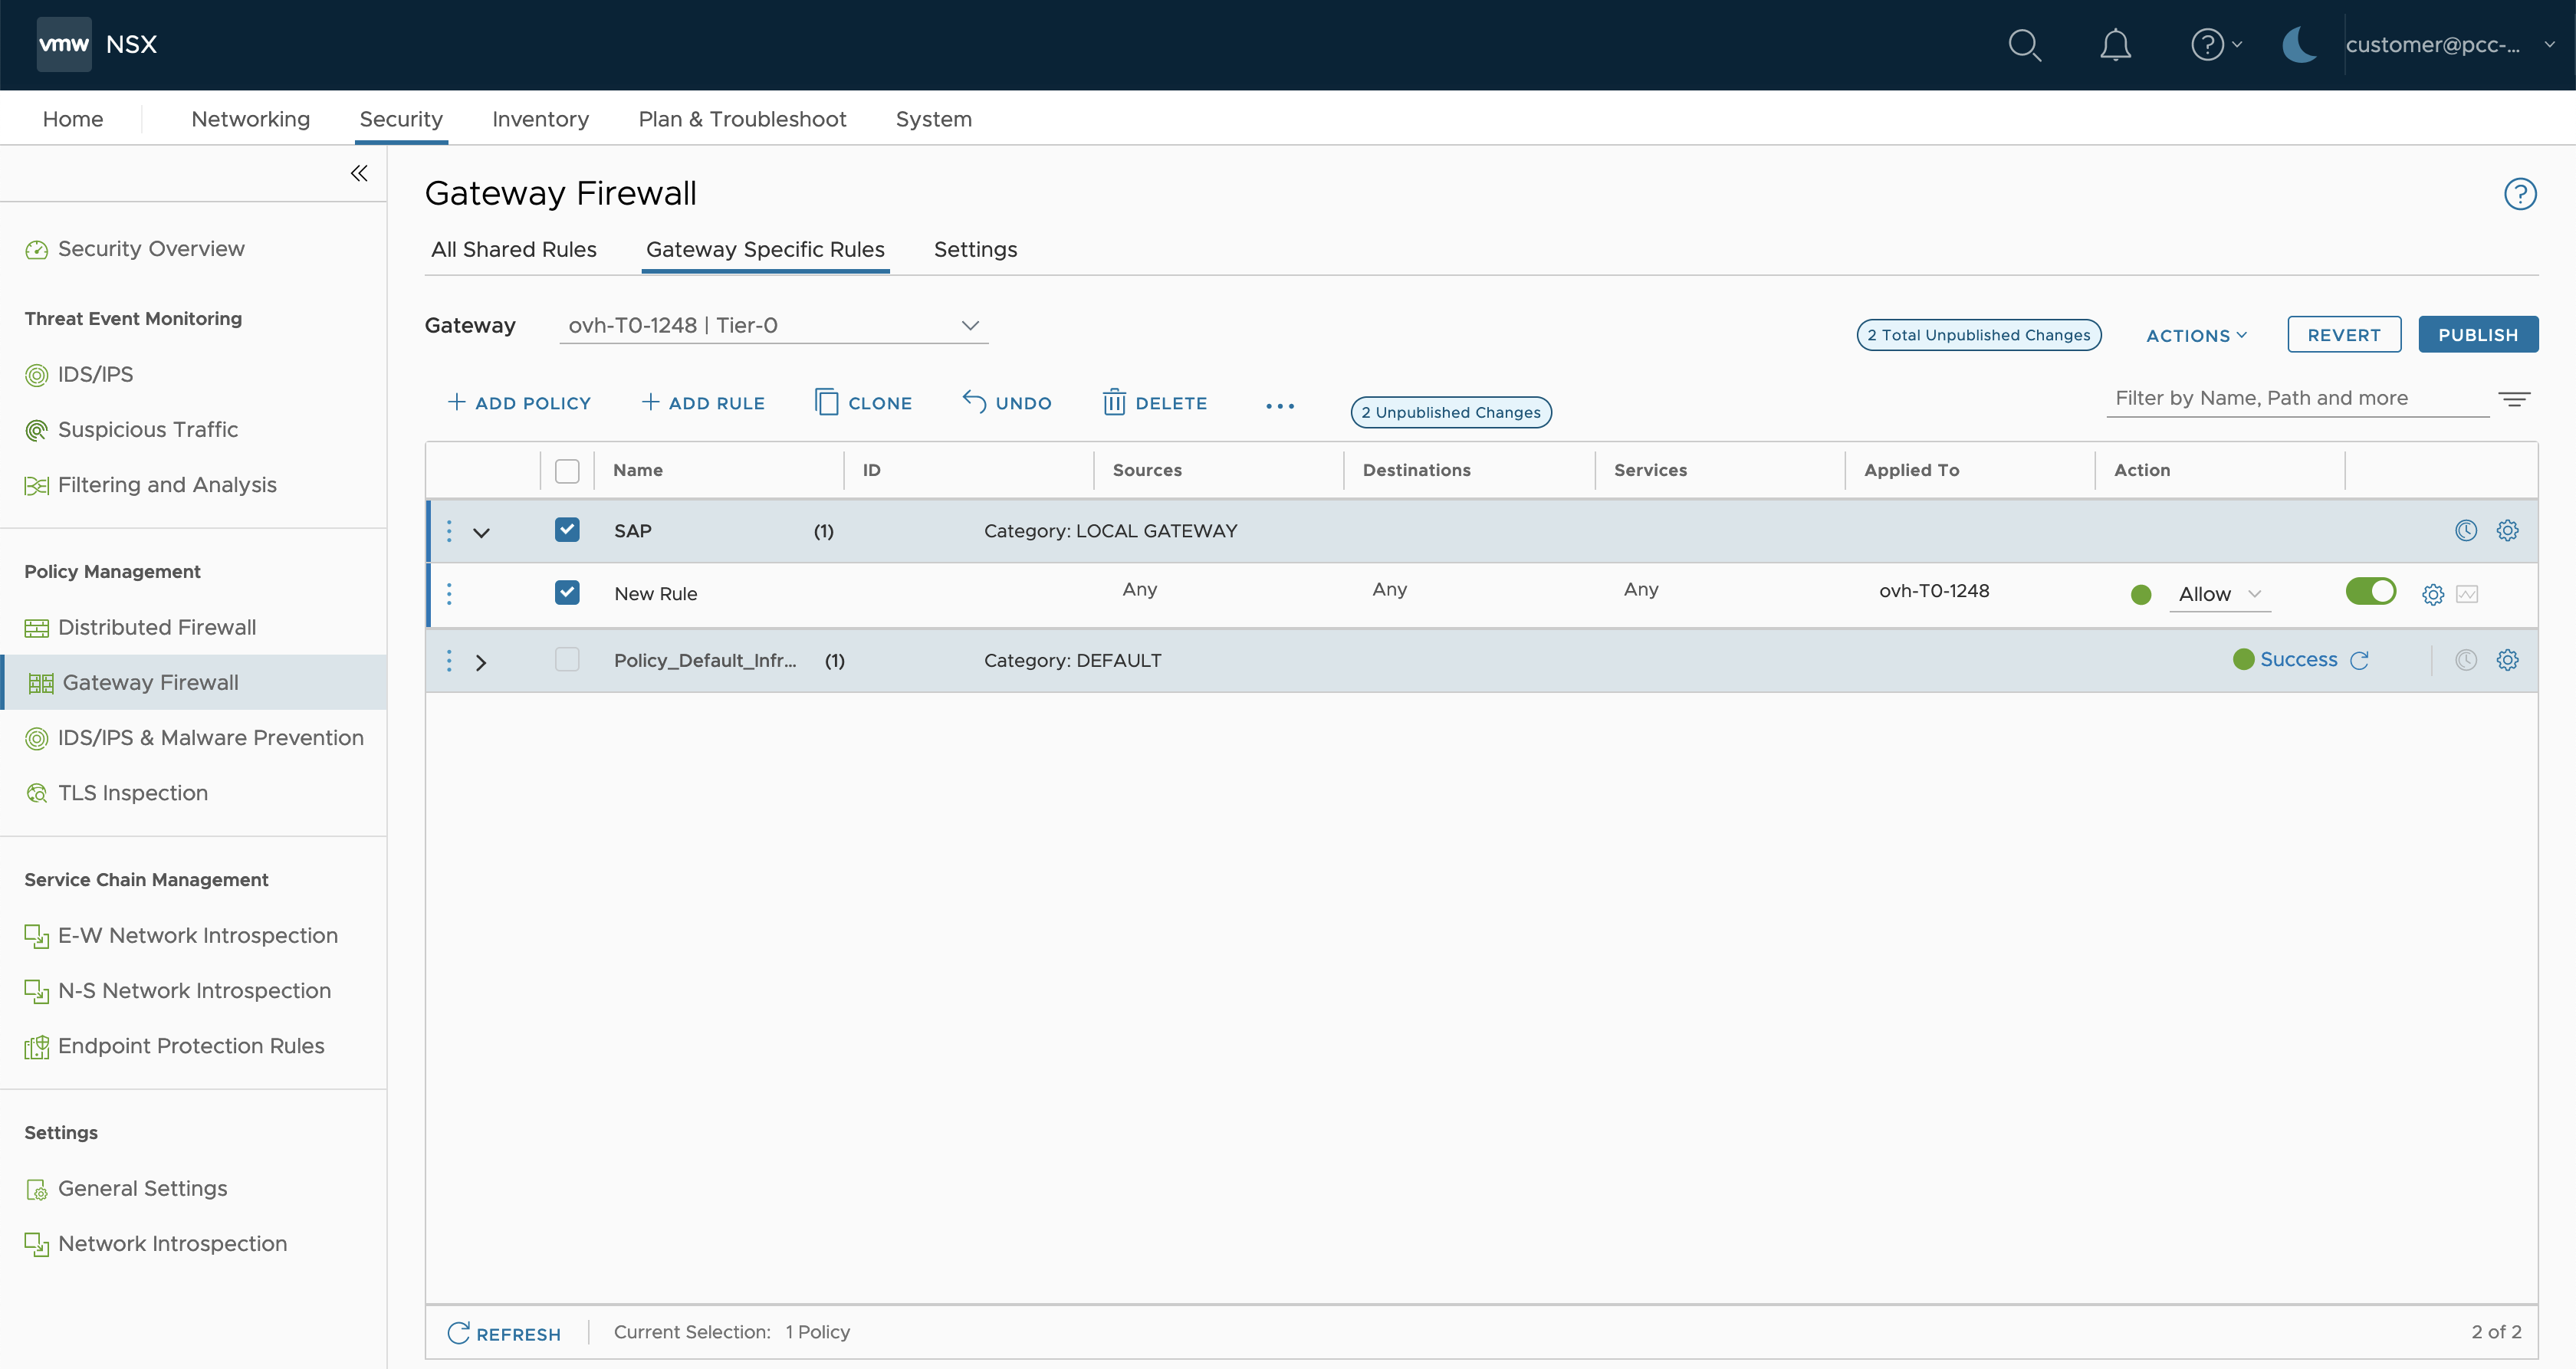 vmw NSX
customer@pcc-...
Home Networking Security Inventory Plan & Troubleshoot System
Security Overview
Threat Event Monitoring
IDS/IPS
Suspicious Traffic
Filtering and Analysis
Policy Management
Distributed Firewall
Gateway Firewall
IDS/IPS & Malware Prevention
TLS Inspection
Service Chain Management
E-W Network Introspection
N-S Network Introspection
Endpoint Protection Rules
Settings
General Settings
Network Introspection
Gateway Firewall
All Shared Rules Gateway Specific Rules Settings
Gateway ovh-T0-1248 | Tier-0 2 Total Unpublished Changes ACTIONS REVERT PUBLISH
ADD POLICY ADD RULE CLONE UNDO DELETE ... 2 Unpublished Changes Filter by Name, Path and more
Name ID Sources Destinations Services Applied To Action
SAP (1) Category: LOCAL GATEWAY
New Rule Any Any Any ovh-T0-1248 Allow
Policy_Default_Infr... (1) Category: DEFAULT Success
REFRESH Current Selection: 1 Policy 2 of 2